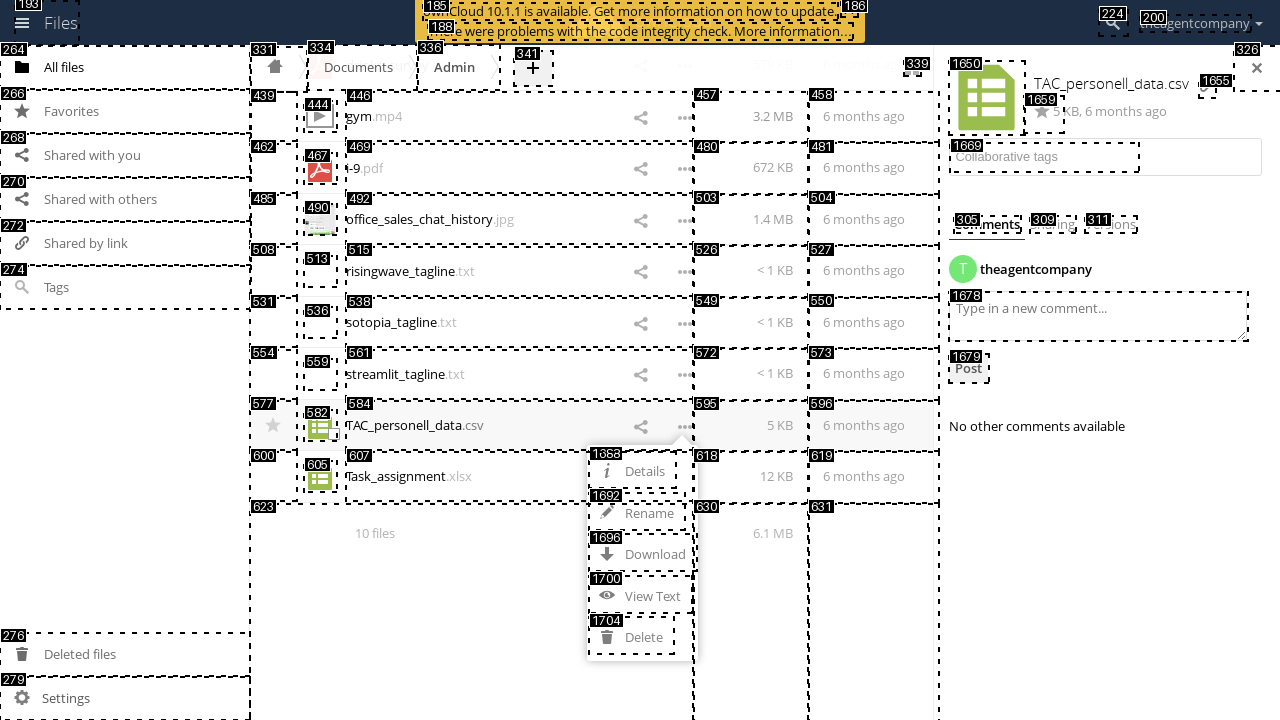 193
185
186
Cloud 10.1.1 is available. Get more information on how to update.
188
e were problems with the code integrity check. More information...
224
200
Files
theagentcompany
264
All files
266
Favorites
268
Shared with you
270
Shared with others
272
Shared by link
274
Tags
276
Deleted files
279
Settings
331
334
Documents
336
Admin
341
+
339
326
439
444
446
gym.mp4
457
3.2 MB
458
6 months ago
462
467
469
i-9.pdf
480
672 KB
481
6 months ago
485
490
492
office_sales_chat_history.jpg
503
1.4 MB
504
6 months ago
508
513
515
risingwave_tagline.txt
526
< 1 KB
527
6 months ago
531
536
538
sotopia_tagline.txt
549
< 1 KB
550
6 months ago
554
559
561
streamlit_tagline.txt
572
< 1 KB
573
6 months ago
577
582
584
TAC_personell_data.csv
595
5 KB
596
6 months ago
600
605
607
Task_assignment.xlsx
618
12 KB
619
6 months ago
623
10 files
630
6.1 MB
631
Details
1692
Rename
1696
Download
1700
View Text
1704
Delete
1650
TAC_personell_data.csv
1655
1659
5 KB, 6 months ago
1669
Collaborative tags
305
Comments
309
Sharing
311
Versions
T
theagentcompany
1678
Type in a new comment...
1679
Post
No other comments available